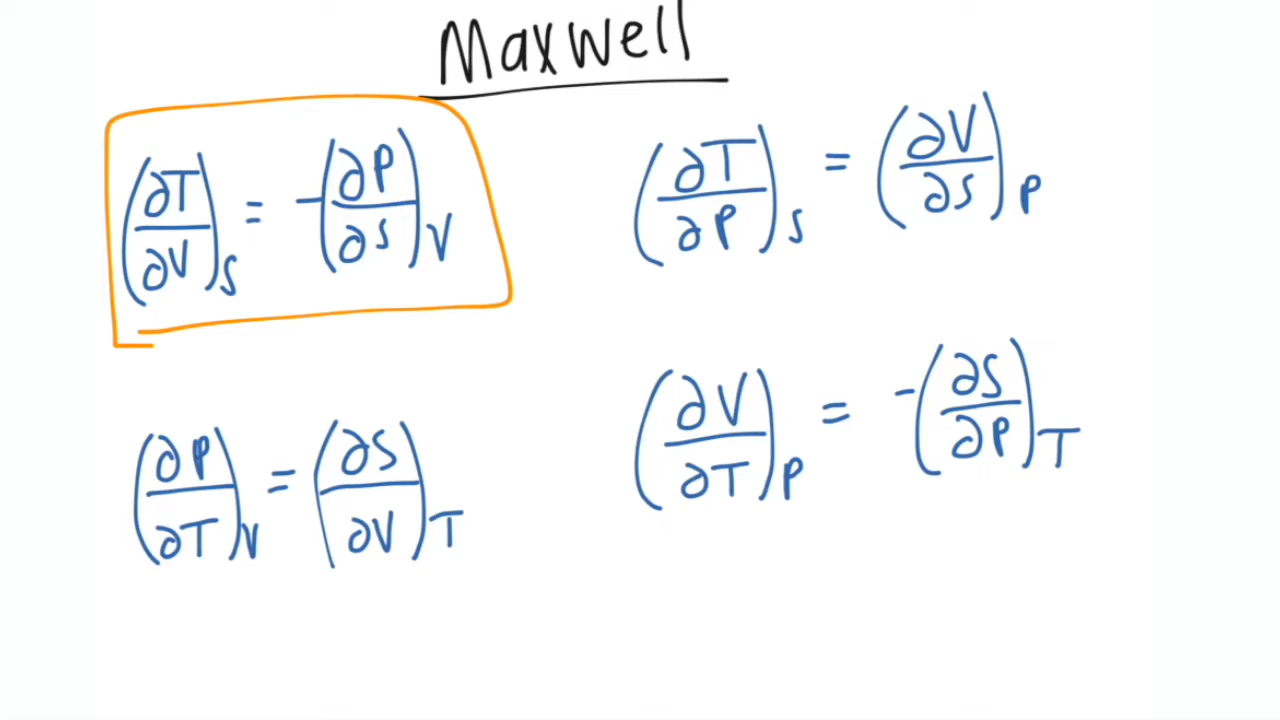 Maxwell
(∂T/∂V)_S = -(∂P/∂S)_V
(∂T/∂P)_S = (∂V/∂S)_P
(∂P/∂T)_V = (∂S/∂V)_T
(∂V/∂T)_P = -(∂S/∂P)_T